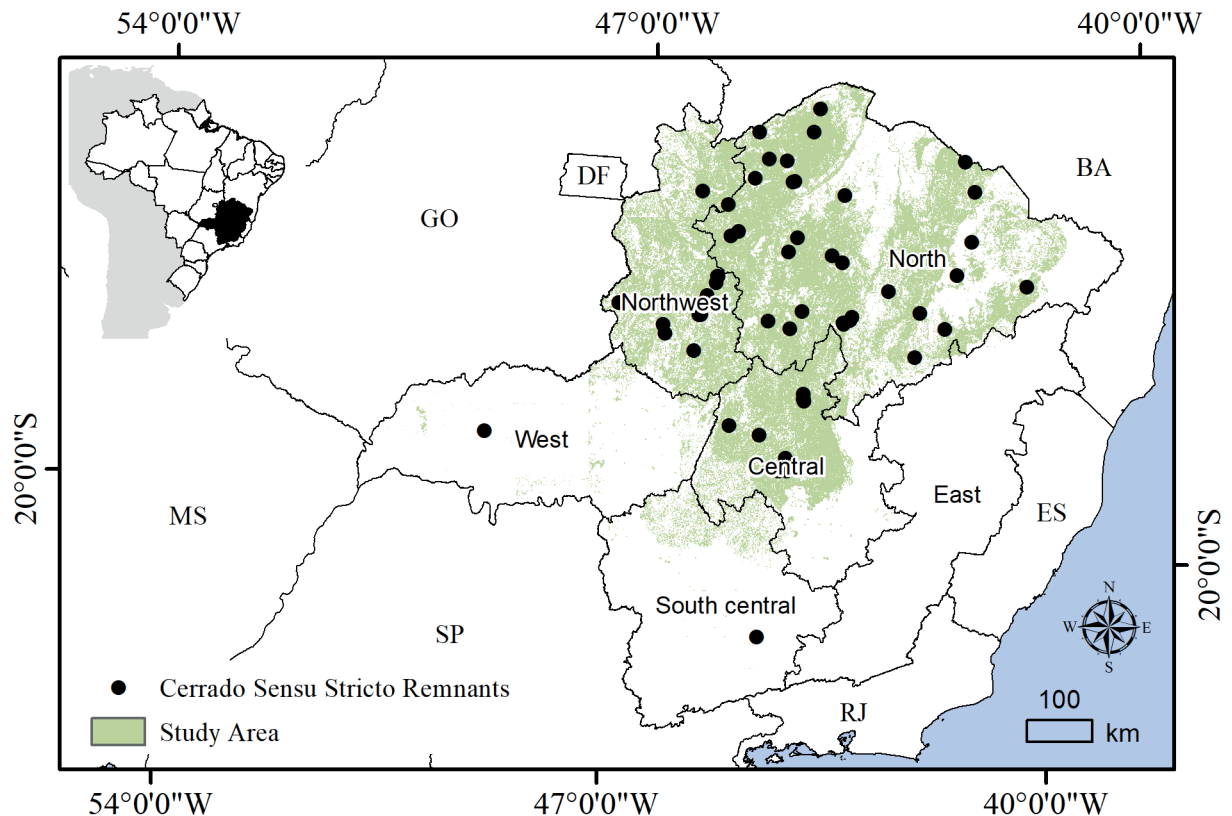 54°0'0"W 47°0'0"W 40°0'0"W
DF
BA
GO
North
Northwest
West
Central
20°0'0"S
East
MS
ES
20°0'0"S
South central
N
W E
S
SP
Cerrado Sensu Stricto Remnants
100
RJ
Study Area
km
54°0'0"W 47°0'0"W 40°0'0"W